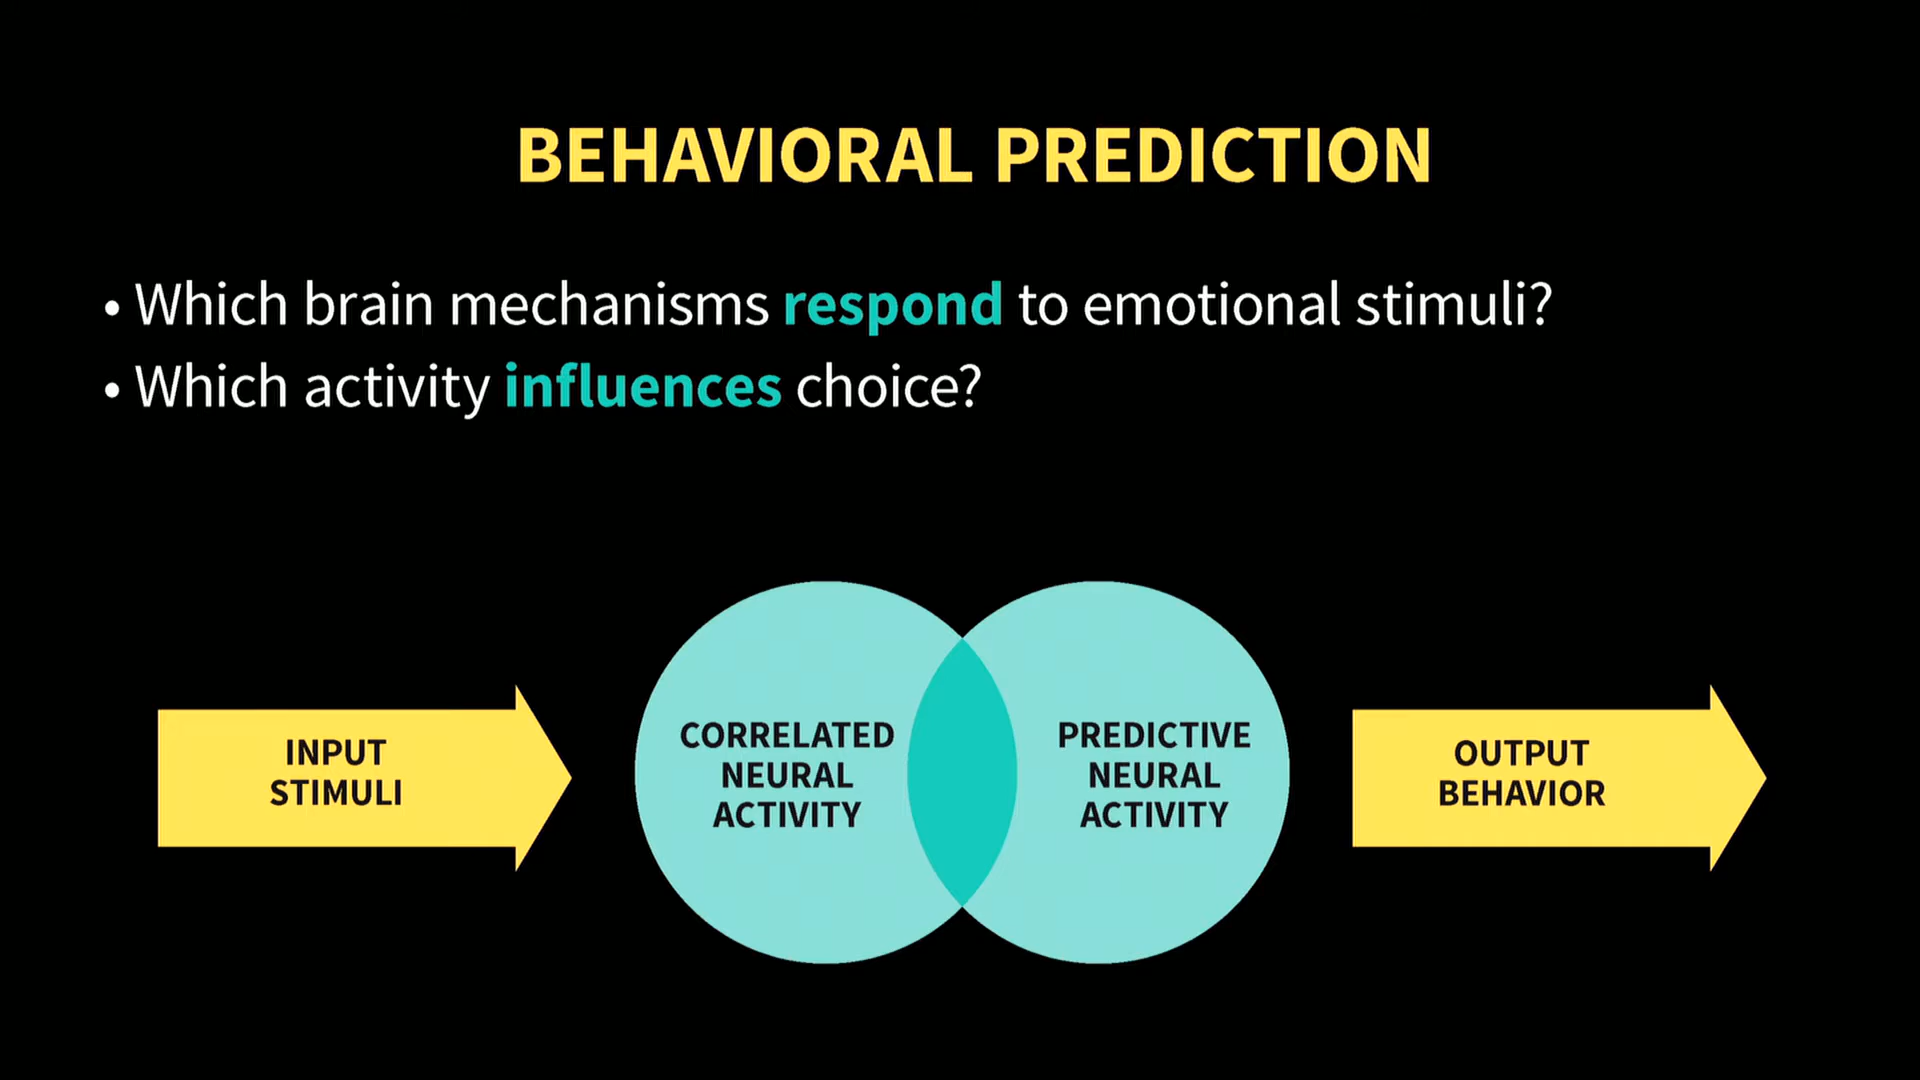 BEHAVIORAL PREDICTION
• Which brain mechanisms respond to emotional stimuli?
• Which activity influences choice?
INPUT
STIMULI
CORRELATED
NEURAL
ACTIVITY
PREDICTIVE
NEURAL
ACTIVITY
OUTPUT
BEHAVIOR